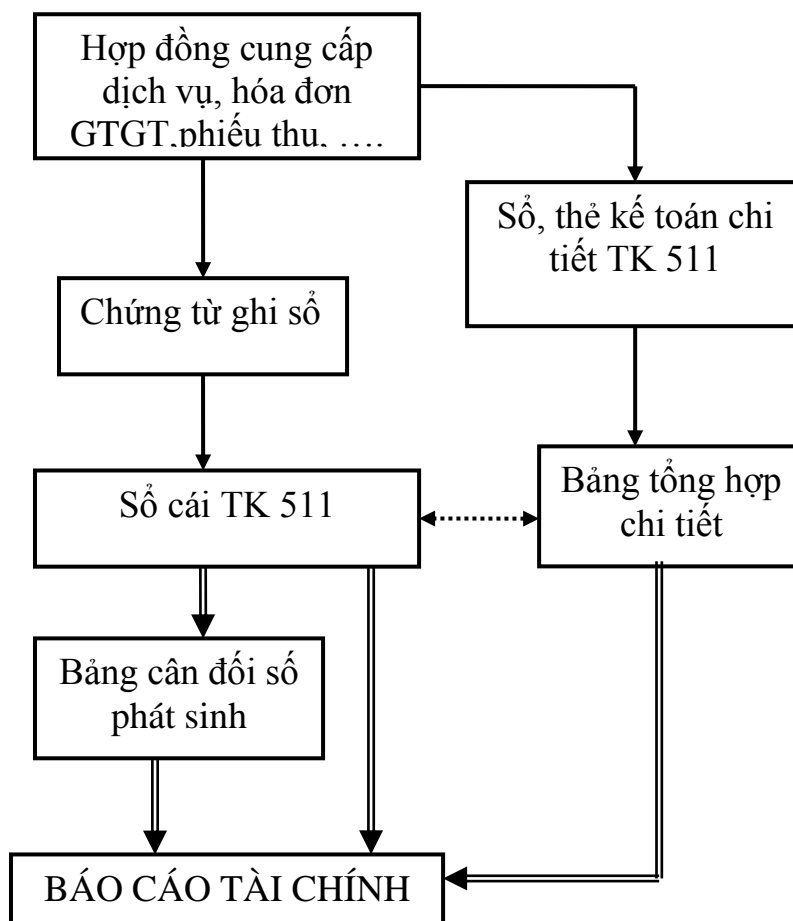 Hợp đồng cung cấp
dịch vụ, hóa đơn
GTGT,phiếu thu, ….
Sổ, thẻ kế toán chi
tiết TK 511
Chứng từ ghi sổ
Sổ cái TK 511
Bảng tổng hợp
chi tiết
Bảng cân đối số
phát sinh
BÁO CÁO TÀI CHÍNH